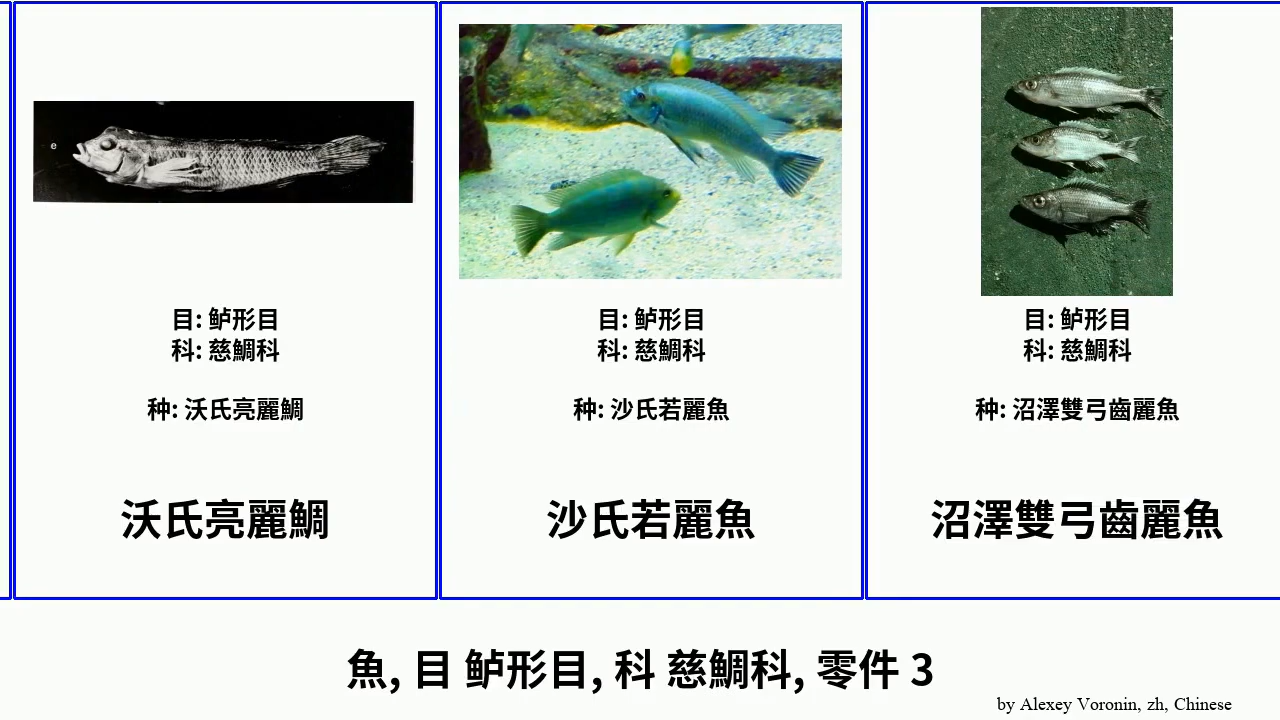 e
目: 鲈形目
科: 慈鯛科
种: 沃氏亮麗鯛
沃氏亮麗鯛
目: 鲈形目
科: 慈鯛科
种: 沙氏若麗魚
沙氏若麗魚
目: 鲈形目
科: 慈鯛科
种: 沼澤雙弓齒麗魚
沼澤雙弓齒麗魚
魚, 目 鲈形目, 科 慈鯛科, 零件 3
by Alexey Voronin, zh, Chinese